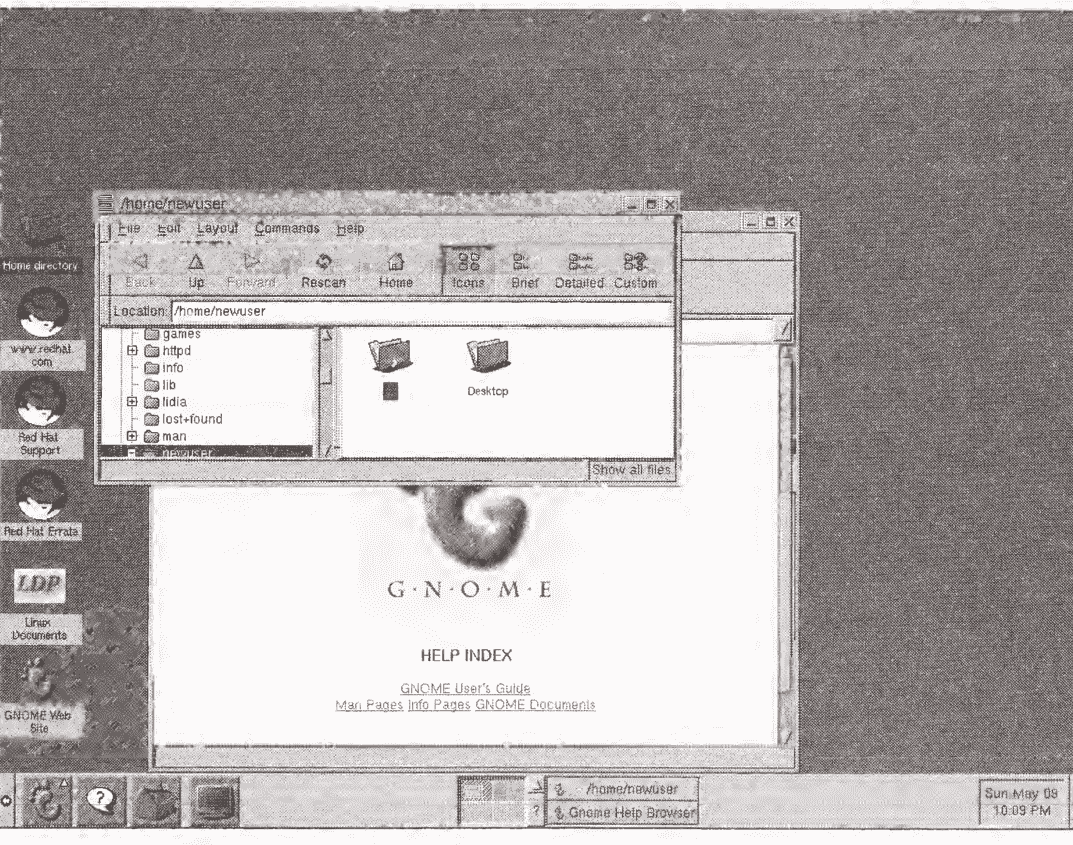 /home/newuser
File Edit Layout Commands Help
Back Up Forward Rescan Home Icons Brief Detailed Custom
Location: /home/newuser
games
httpd
info
lib
lidia
lost+found
man
newuser
Desktop
Show all files
Home directory
www.redhat.
com
Red Hat
Support
Red Hat Errata
LDP
Linux
Documents
GNOME Web
Site
G·N·O·M·E
HELP INDEX
GNOME User's Guide
Man Pages Info Pages GNOME Documents
?
/home/newuser
? Gnome Help Browser
Sun May 09
10:09 PM